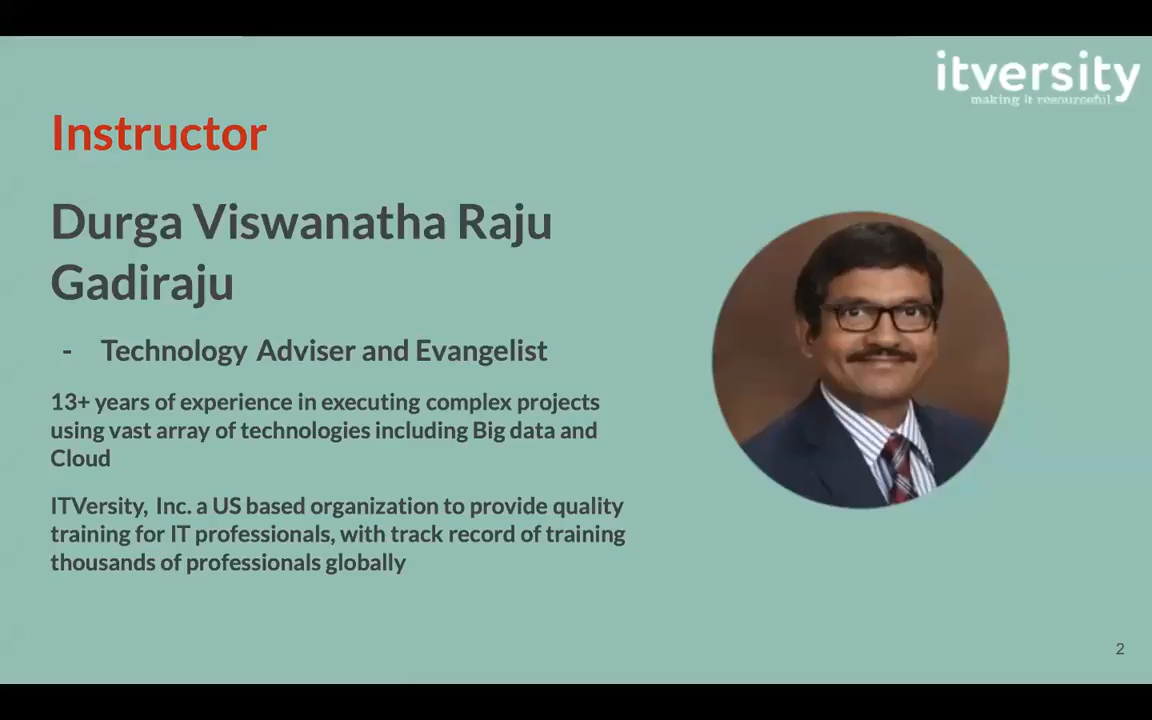 itversity
making it resourceful
Instructor
Durga Viswanatha Raju
Gadiraju
- Technology Adviser and Evangelist
13+ years of experience in executing complex projects
using vast array of technologies including Big data and
Cloud
ITVersity, Inc. a US based organization to provide quality
training for IT professionals, with track record of training
thousands of professionals globally
2